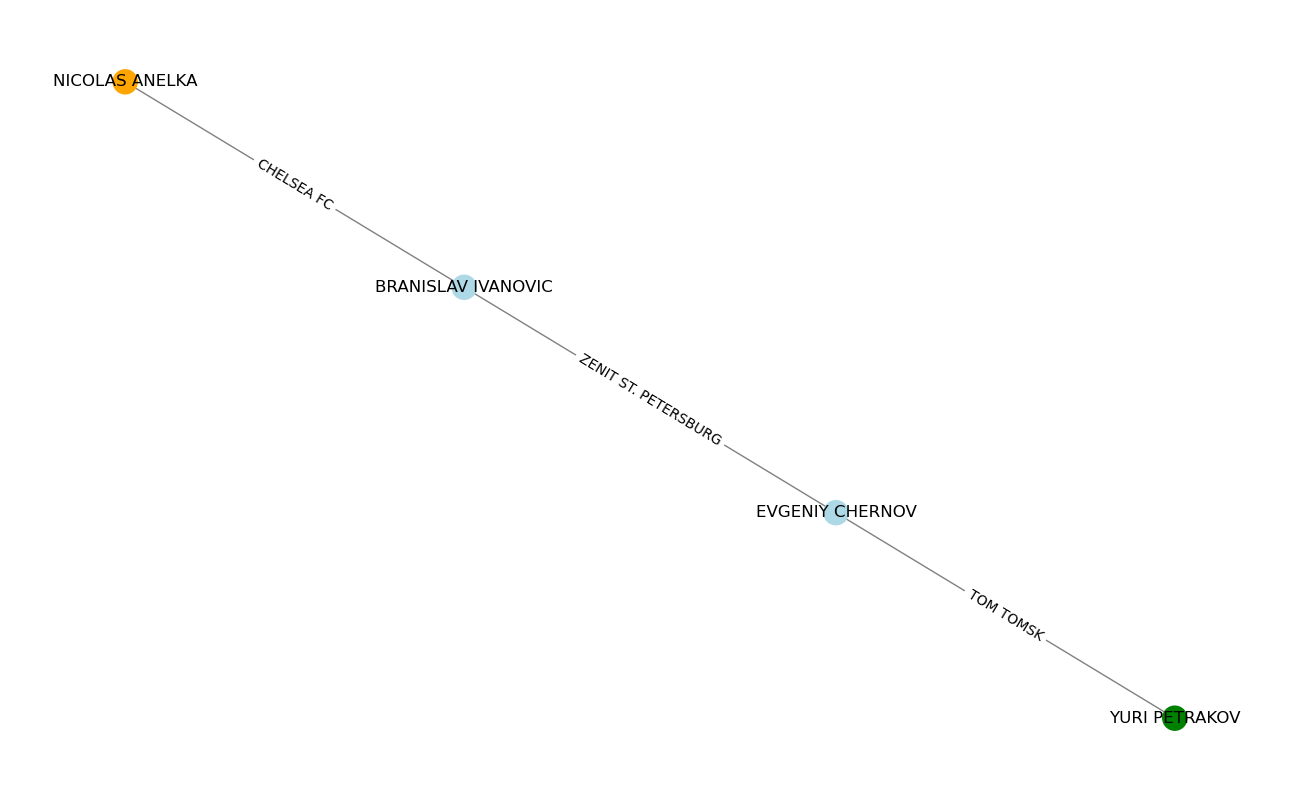 NICOLAS ANELKA
CHELSEA FC
BRANISLAV IVANOVIC
ZENIT ST. PETERSBURG
EVGENIY CHERNOV
TOM TOMSK
YURI PETRAKOV